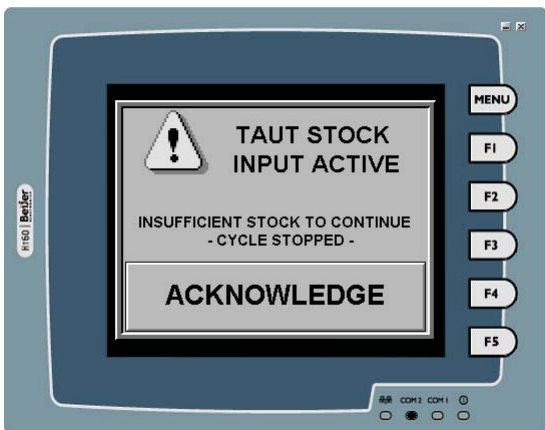 MENU
TAUT STOCK
INPUT ACTIVE
F1
F2
INSUFFICIENT STOCK TO CONTINUE
- CYCLE STOPPED -
F3
ACKNOWLEDGE
F4
F5
Beijer
COM 2 COM 1